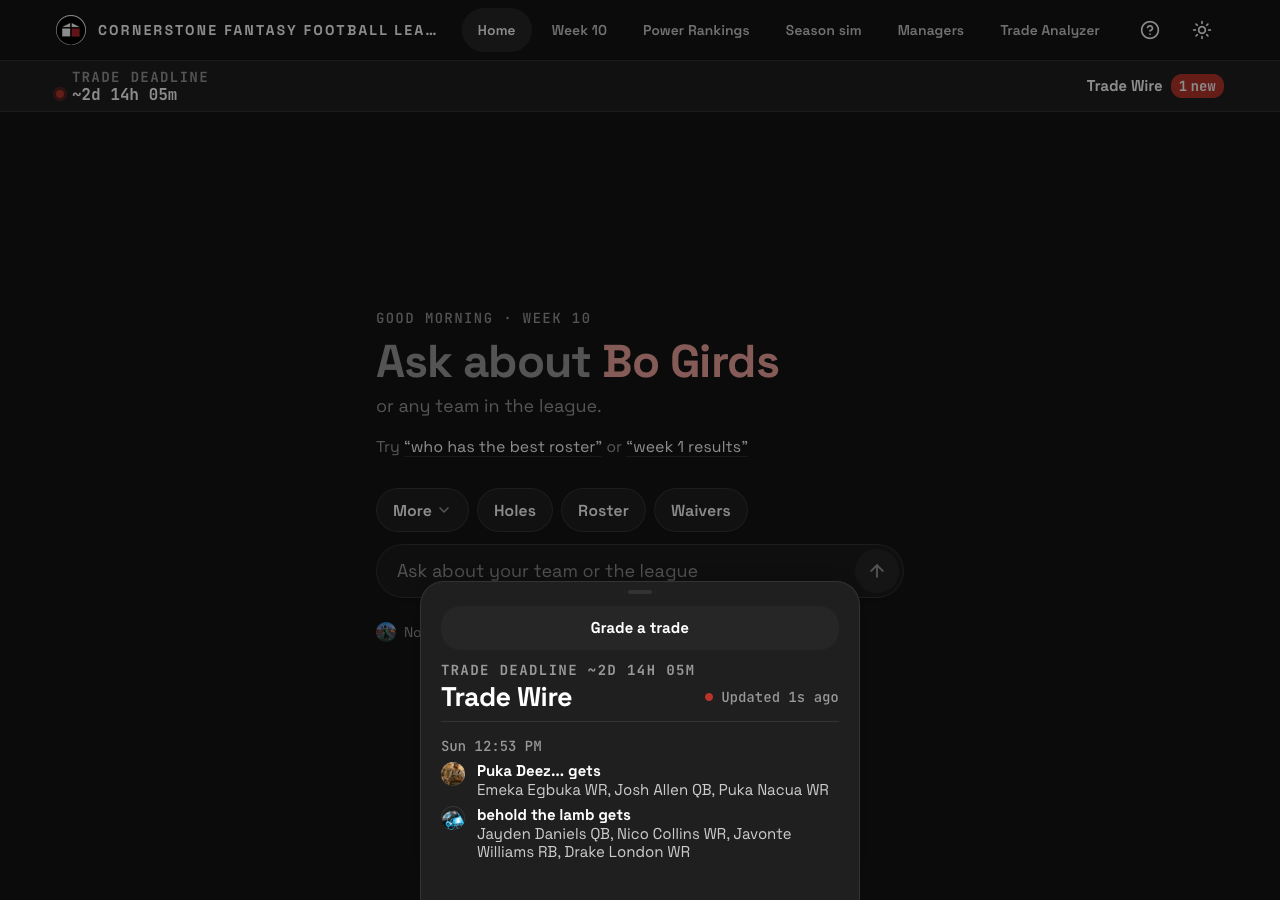 CORNERSTONE FANTASY FOOTBALL LEA…
Home
Week 10
Power Rankings
Season sim
Managers
Trade Analyzer
TRADE DEADLINE
~2d 14h 05m
Trade Wire
1 new
GOOD MORNING · WEEK 10
Ask about Bo Girds
or any team in the league.
Try “who has the best roster” or “week 1 results”
More
Holes
Roster
Waivers
Ask about your team or the league
Grade a trade
TRADE DEADLINE ~2D 14H 05M
Trade Wire
Updated 1s ago
Sun 12:53 PM
Puka Deez... gets
Emeka Egbuka WR, Josh Allen QB, Puka Nacua WR
behold the lamb gets
Jayden Daniels QB, Nico Collins WR, Javonte
Williams RB, Drake London WR